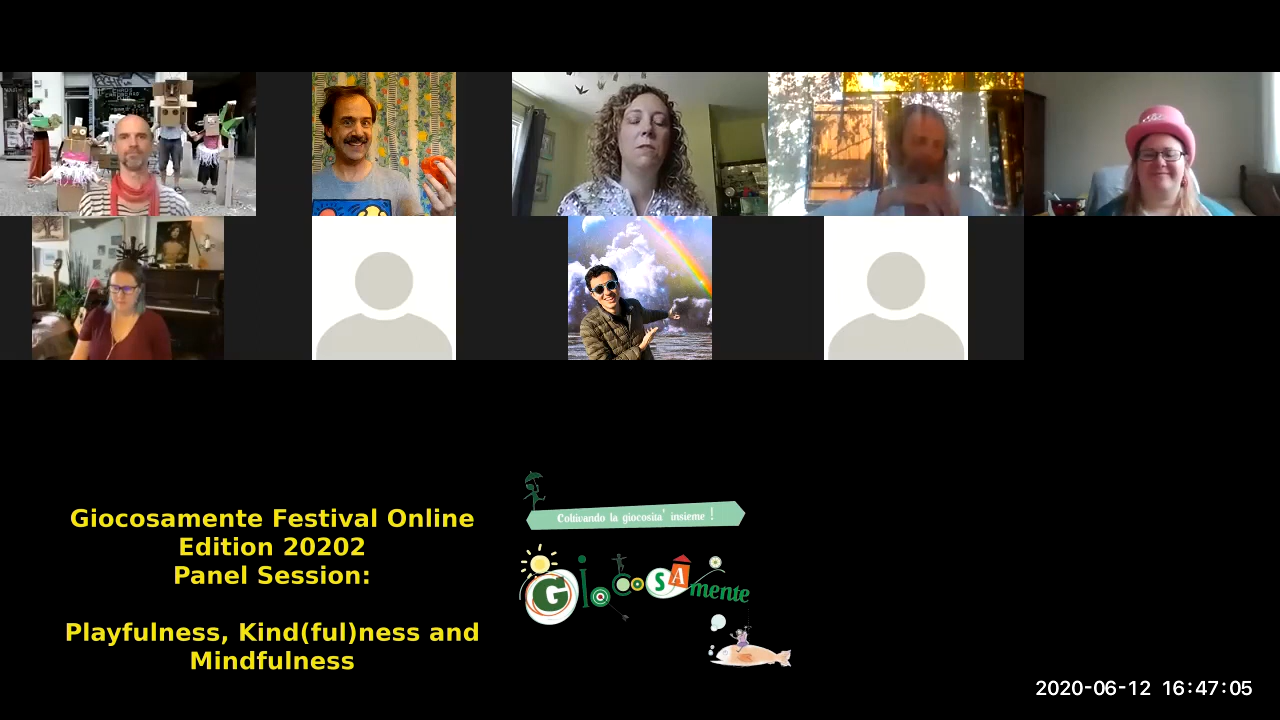 Giocosamente Festival Online
Edition 20202
Panel Session:
Playfulness, Kind(ful)ness and
Mindfulness
Coltivando la giocosita' insieme !
GiocoSAmente
2020-06-12 16:47:05